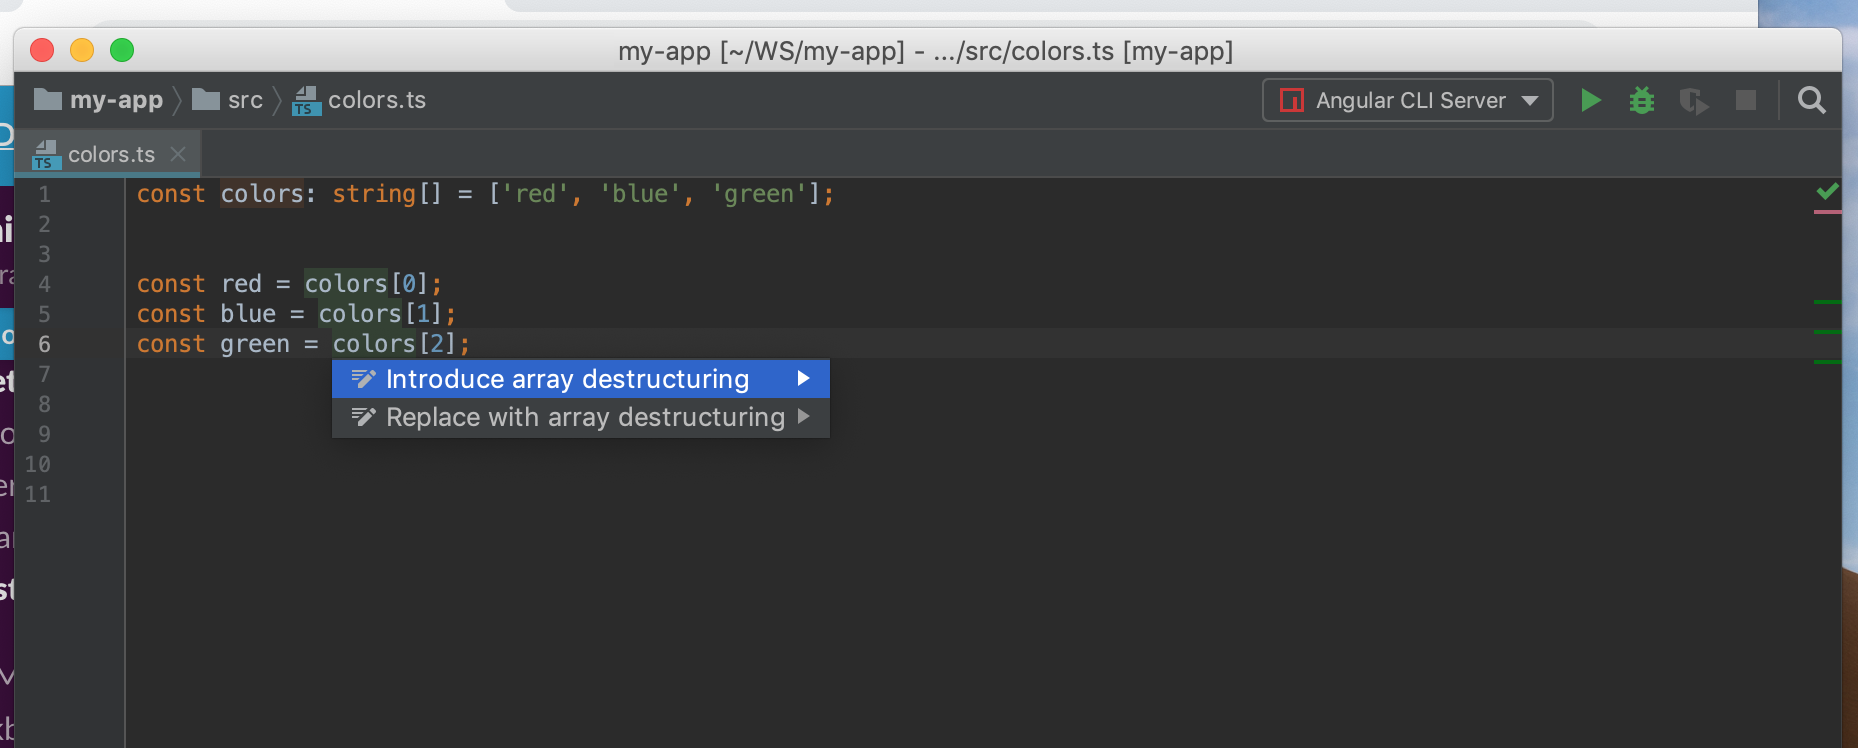 my-app [~/WS/my-app] - .../src/colors.ts [my-app]
my-app src colors.ts Angular CLI Server
colors.ts
1 const colors: string[] = ['red', 'blue', 'green'];
2
3
4 const red = colors[0];
5 const blue = colors[1];
6 const green = colors[2];
7
Introduce array destructuring
8
Replace with array destructuring
9
10
11